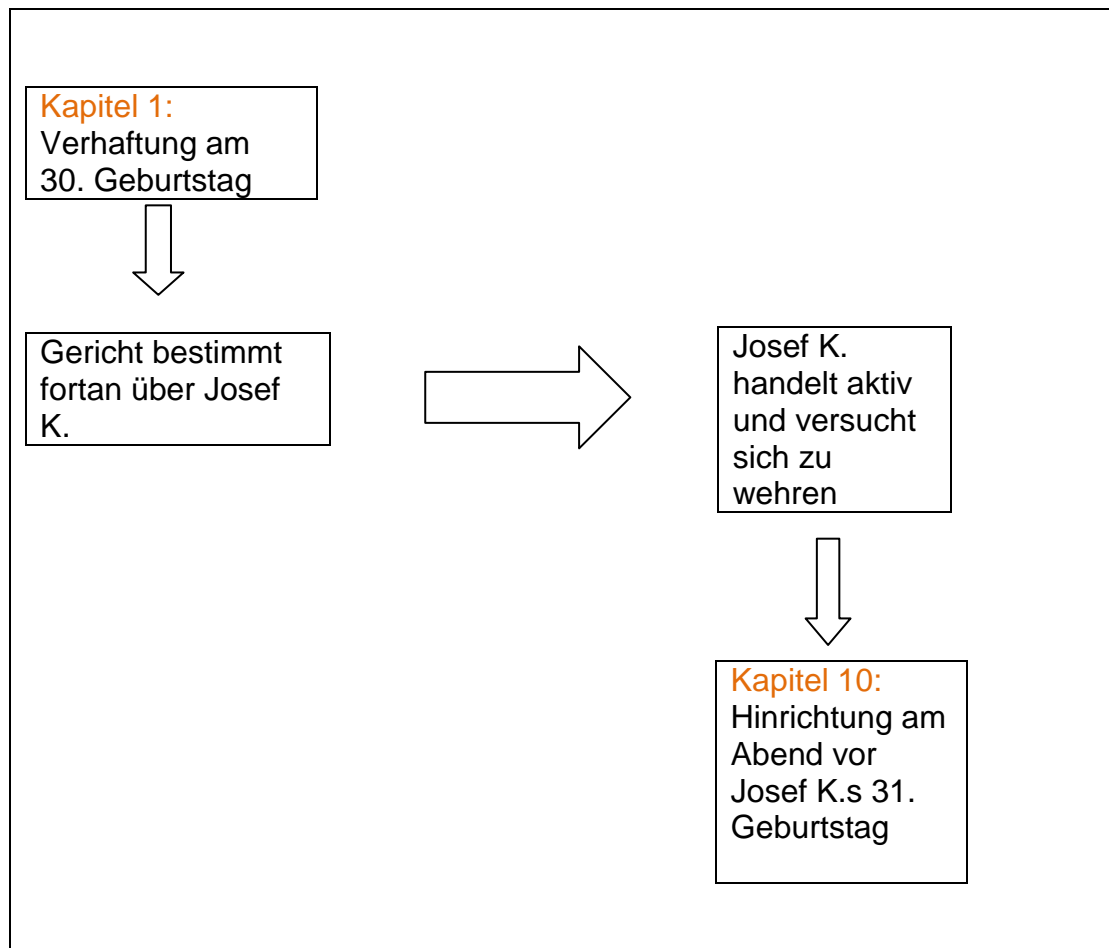 Kapitel 1:
Verhaftung am
30. Geburtstag
Gericht bestimmt
fortan über Josef
K.
Josef K.
handelt aktiv
und versucht
sich zu
wehren
Kapitel 10:
Hinrichtung am
Abend vor
Josef K.s 31.
Geburtstag